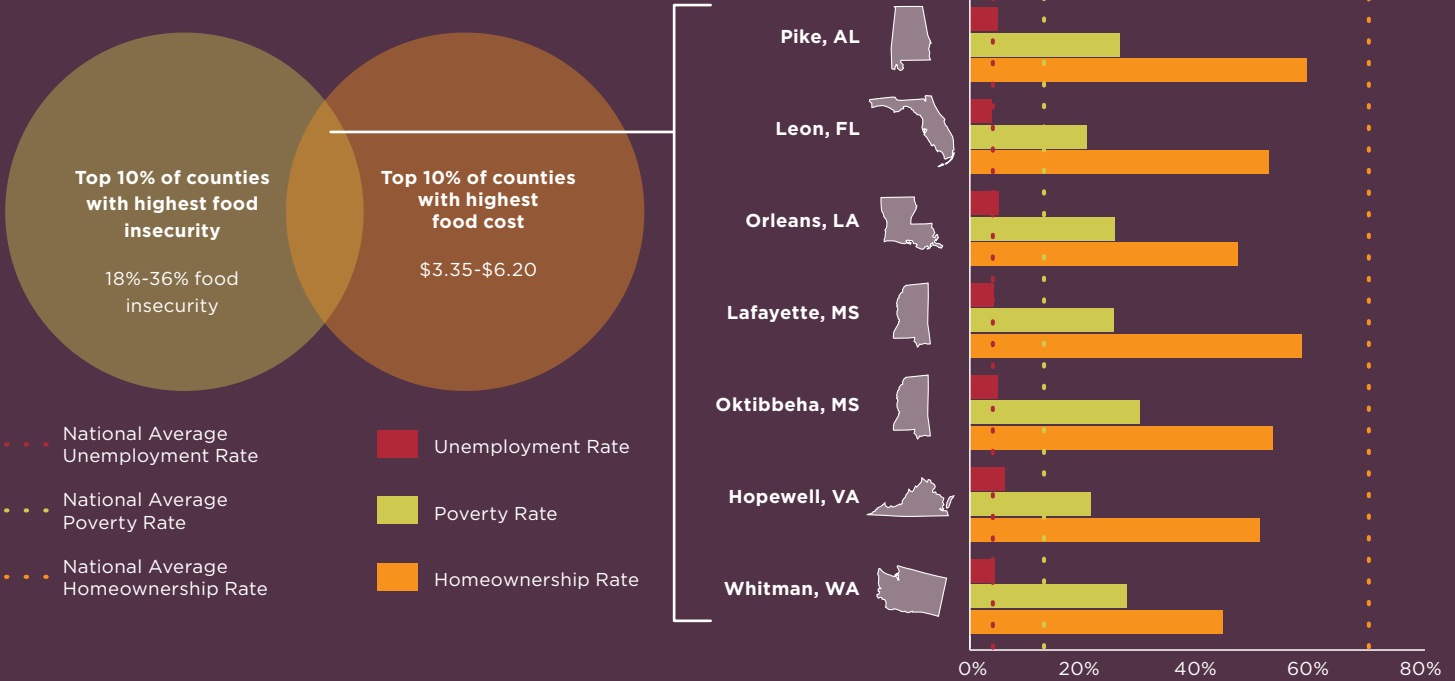 Top 10% of counties
with highest food
insecurity
18%-36% food
insecurity
Top 10% of counties
with highest
food cost
$3.35-$6.20
National Average
Unemployment Rate
National Average
Poverty Rate
National Average
Homeownership Rate
Unemployment Rate
Poverty Rate
Homeownership Rate
Pike, AL
Leon, FL
Orleans, LA
Lafayette, MS
Oktibbeha, MS
Hopewell, VA
Whitman, WA
0% 20% 40% 60% 80%